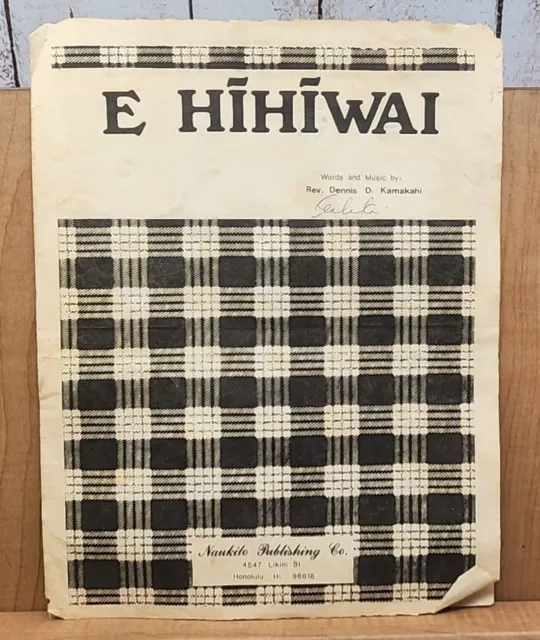 E HĪHĪWAI
Words and Music by:
Rev. Dennis D. Kamakahi
Naukilo Publishing Co.
4547 Likini St
Honolulu, Hi. 96818